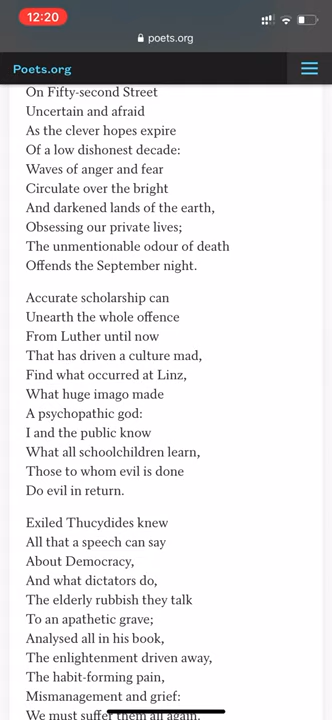 12:20
poets.org
Poets.org
On Fifty-second Street
Uncertain and afraid
As the clever hopes expire
Of a low dishonest decade:
Waves of anger and fear
Circulate over the bright
And darkened lands of the earth,
Obsessing our private lives;
The unmentionable odour of death
Offends the September night.
Accurate scholarship can
Unearth the whole offence
From Luther until now
That has driven a culture mad,
Find what occurred at Linz,
What huge imago made
A psychopathic god:
I and the public know
What all schoolchildren learn,
Those to whom evil is done
Do evil in return.
Exiled Thucydides knew
All that a speech can say
About Democracy,
And what dictators do,
The elderly rubbish they talk
To an apathetic grave;
Analysed all in his book,
The enlightenment driven away,
The habit-forming pain,
Mismanagement and grief:
We must suffer them all again.